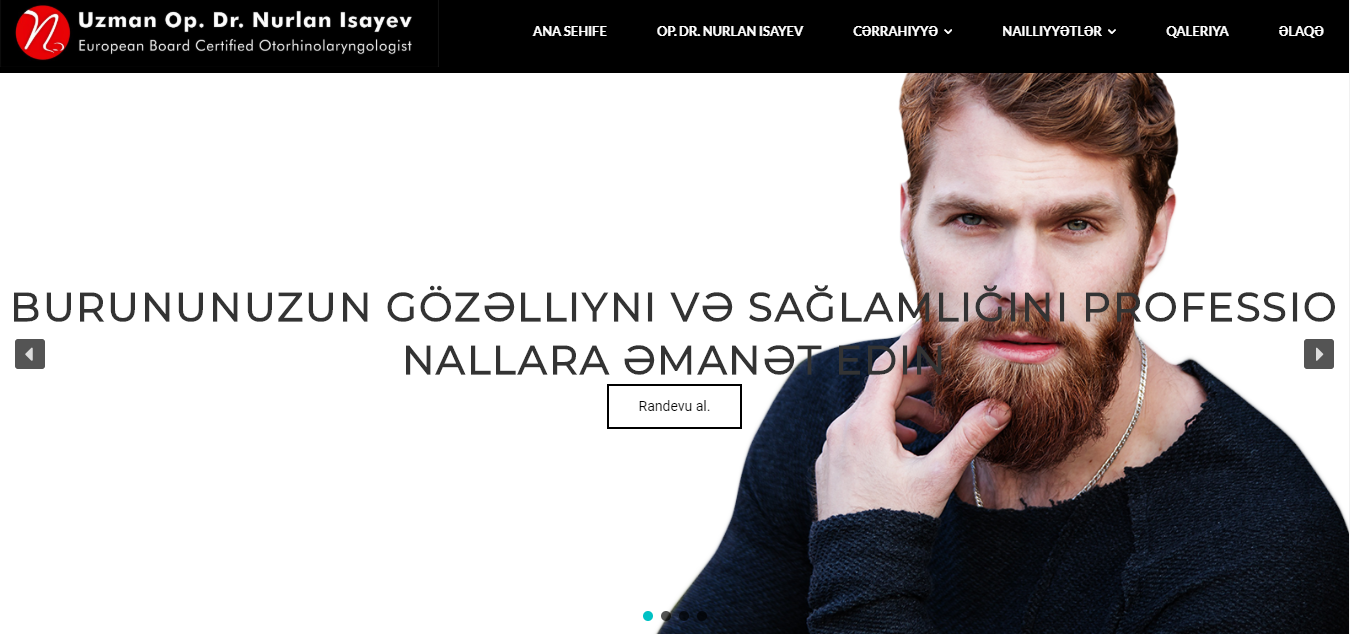 Uzman Op. Dr. Nurlan Isayev
European Board Certified Otorhinolaryngologist
ANA SEHIFE
OP. DR. NURLAN ISAYEV
CƏRRAHIYYƏ
NAILLIYYƏTLƏR
QALERIYA
ƏLAQƏ
BURUNUNUZUN GÖZƏLLIYNI VƏ SAĞLAMLIĞINI PROFESSIO
NALLARA ƏMANƏT EDIN
Randevu al.